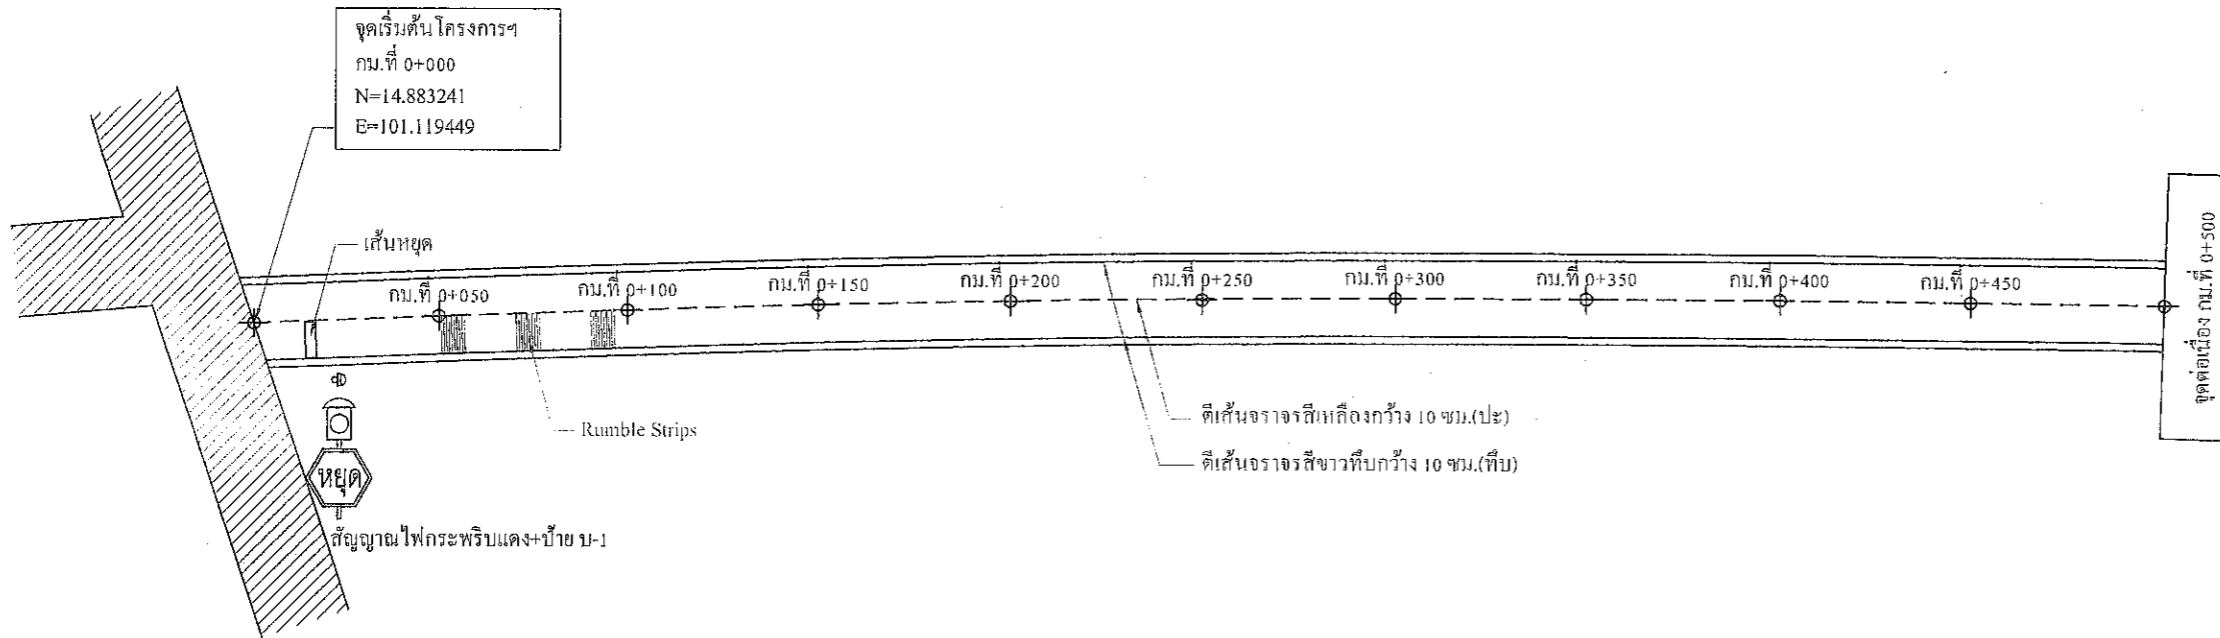 จุดเริ่มต้นโครงการฯ
กม.ที่ 0+000
N=14.883241
E=101.119449
เส้นหยุด
กม.ที่ 0+050
กม.ที่ 0+100
กม.ที่ 0+150
กม.ที่ 0+200
กม.ที่ 0+250
กม.ที่ 0+300
กม.ที่ 0+350
กม.ที่ 0+400
กม.ที่ 0+450
จุดต่อเนื่อง กม.ที่ 0+500
Rumble Strips
ตีเส้นจราจรสีเหลืองกว้าง 10 ซม.(ปะ)
ตีเส้นจราจรสีขาวทึบกว้าง 10 ซม.(ทึบ)
หยุด
สัญญาณไฟกระพริบแดง+ป้าย บ-1